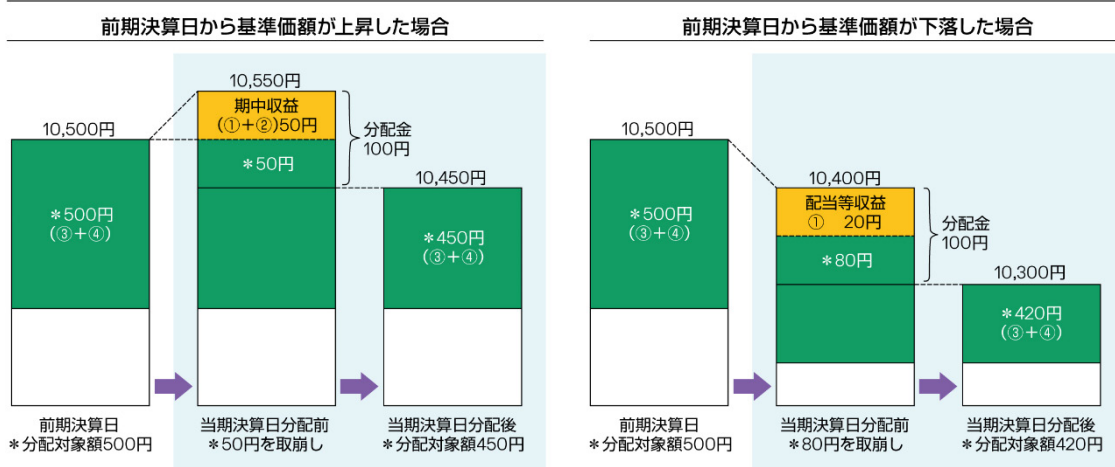 前期決算日から基準価額が上昇した場合
10,500円
＊500円
(③＋④)
前期決算日
＊分配対象額500円
10,550円
期中収益
(①＋②)50円
＊50円
分配金
100円
当期決算日分配前
＊50円を取崩し
10,450円
＊450円
(③＋④)
当期決算日分配後
＊分配対象額450円
前期決算日から基準価額が下落した場合
10,500円
＊500円
(③＋④)
前期決算日
＊分配対象額500円
10,400円
配当等収益
①　20円
＊80円
分配金
100円
当期決算日分配前
＊80円を取崩し
10,300円
＊420円
(③＋④)
当期決算日分配後
＊分配対象額420円